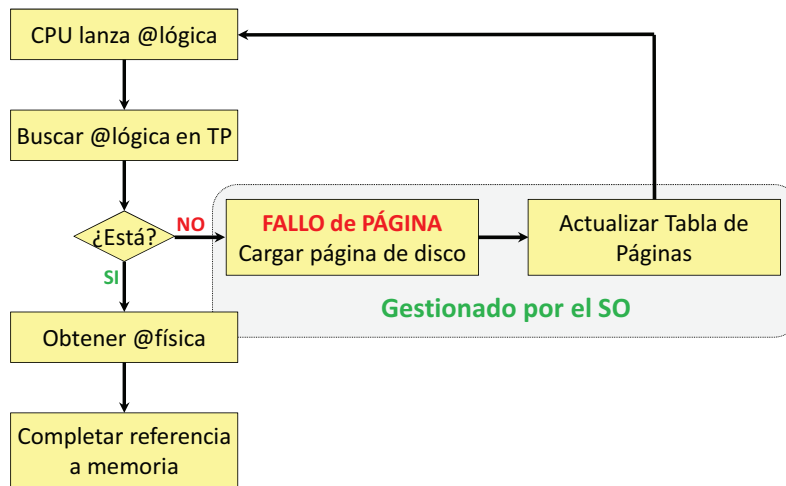 CPU lanza @lógica
Buscar @lógica en TP
¿Está?
NO
SI
FALLO de PÁGINA
Cargar página de disco
Actualizar Tabla de
Páginas
Gestionado por el SO
Obtener @física
Completar referencia
a memoria